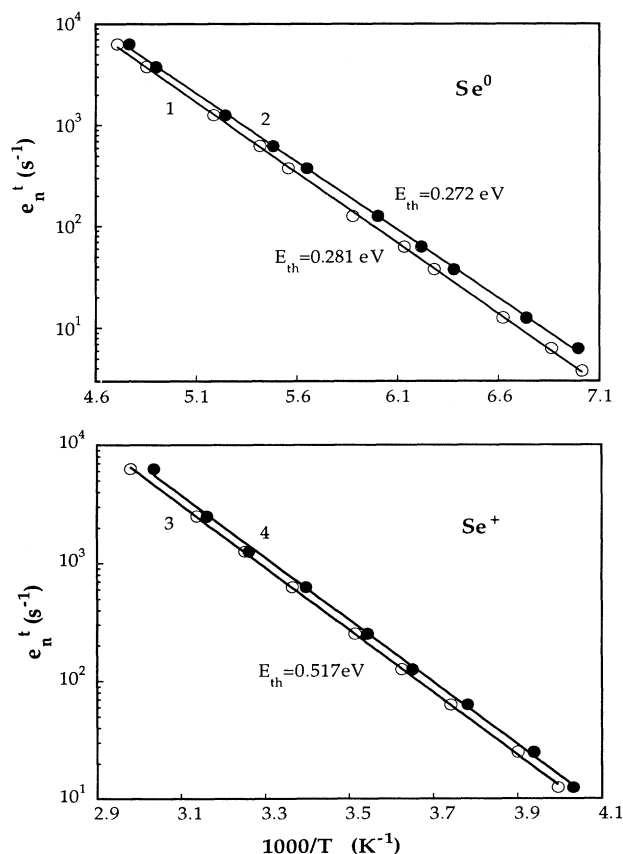 10^4
Se^0
1
2
10^3
e_n^t (s^-1)
E_th=0.272 eV
10^2
E_th=0.281 eV
10^1
4.6 5.1 5.6 6.1 6.6 7.1
10^4
3
4
Se^+
10^3
e_n^t (s^-1)
E_th=0.517eV
10^2
10^1
2.9 3.1 3.3 3.5 3.7 3.9 4.1
1000/T (K^-1)